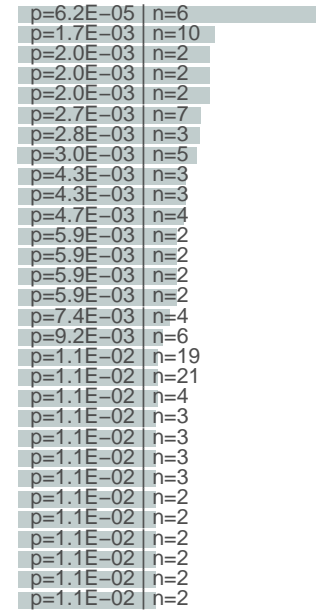 p=6.2E−05 | n=6
p=1.7E−03 | n=10
p=2.0E−03 | n=2
p=2.0E−03 | n=2
p=2.0E−03 | n=2
p=2.7E−03 | n=7
p=2.8E−03 | n=3
p=3.0E−03 | n=5
p=4.3E−03 | n=3
p=4.3E−03 | n=3
p=4.7E−03 | n=4
p=5.9E−03 | n=2
p=5.9E−03 | n=2
p=5.9E−03 | n=2
p=5.9E−03 | n=2
p=7.4E−03 | n=4
p=9.2E−03 | n=6
p=1.1E−02 | n=19
p=1.1E−02 | n=21
p=1.1E−02 | n=4
p=1.1E−02 | n=3
p=1.1E−02 | n=3
p=1.1E−02 | n=3
p=1.1E−02 | n=3
p=1.1E−02 | n=2
p=1.1E−02 | n=2
p=1.1E−02 | n=2
p=1.1E−02 | n=2
p=1.1E−02 | n=2
p=1.1E−02 | n=2